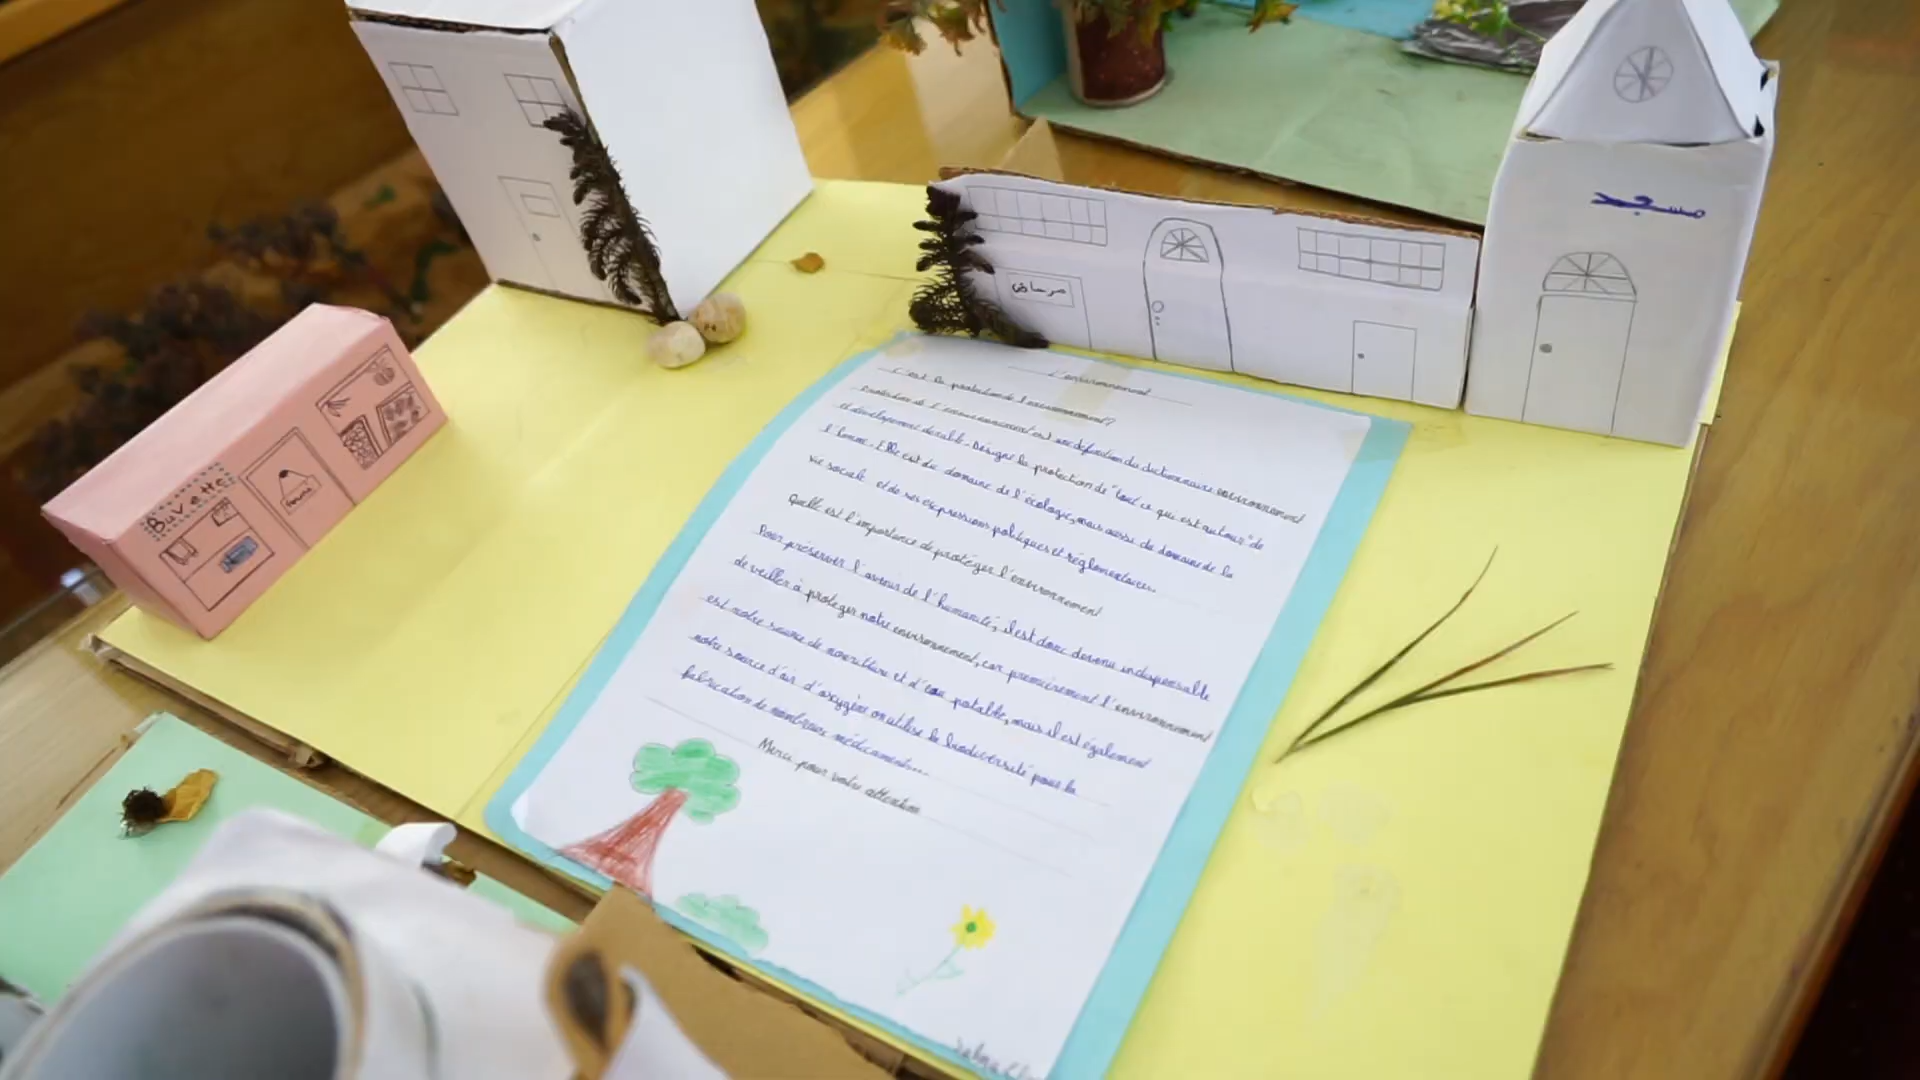 مسجد
مرحاض
Buvette
fermé
L'environnement
C'est la protection de l'environnement?
protection de l'environnement est une définition du dictionnaire environnement
et développement durable. Désigne la protection de "tout ce qui est autour" de
l'homme. Elle est du domaine de l'écologie, mais aussi du domaine de la
vie sociale et de ses expressions politiques et réglementaires.
Quelle est l'importance de protéger l'environnement
Pour préserver l'avenir de l'humanité, il est donc devenu indispensable
de veiller à protéger notre environnement, car premièrement l'environnement
est notre source de nourriture et d'eau potable, mais il est également
notre source d'air d'oxygène on utilise la biodiversité pour la
fabrication de nombreux médicaments...
Merci pour votre attention